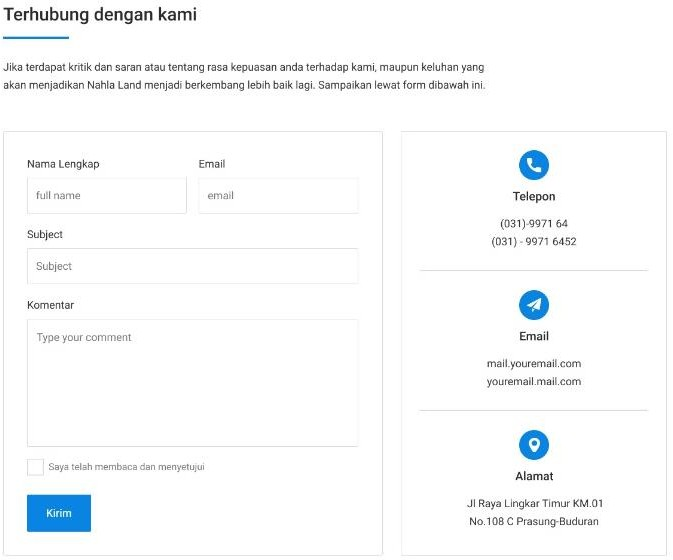 Terhubung dengan kami
Jika terdapat kritik dan saran atau tentang rasa kepuasan anda terhadap kami, maupun keluhan yang
akan menjadikan Nahla Land menjadi berkembang lebih baik lagi. Sampaikan lewat form dibawah ini.
Nama Lengkap
Email
full name
email
Subject
Subject
Komentar
Type your comment
Saya telah membaca dan menyetujui
Kirim
Telepon
(031)-9971 64
(031) - 9971 6452
Email
mail.youremail.com
youremail.mail.com
Alamat
Jl Raya Lingkar Timur KM.01
No.108 C Prasung-Buduran